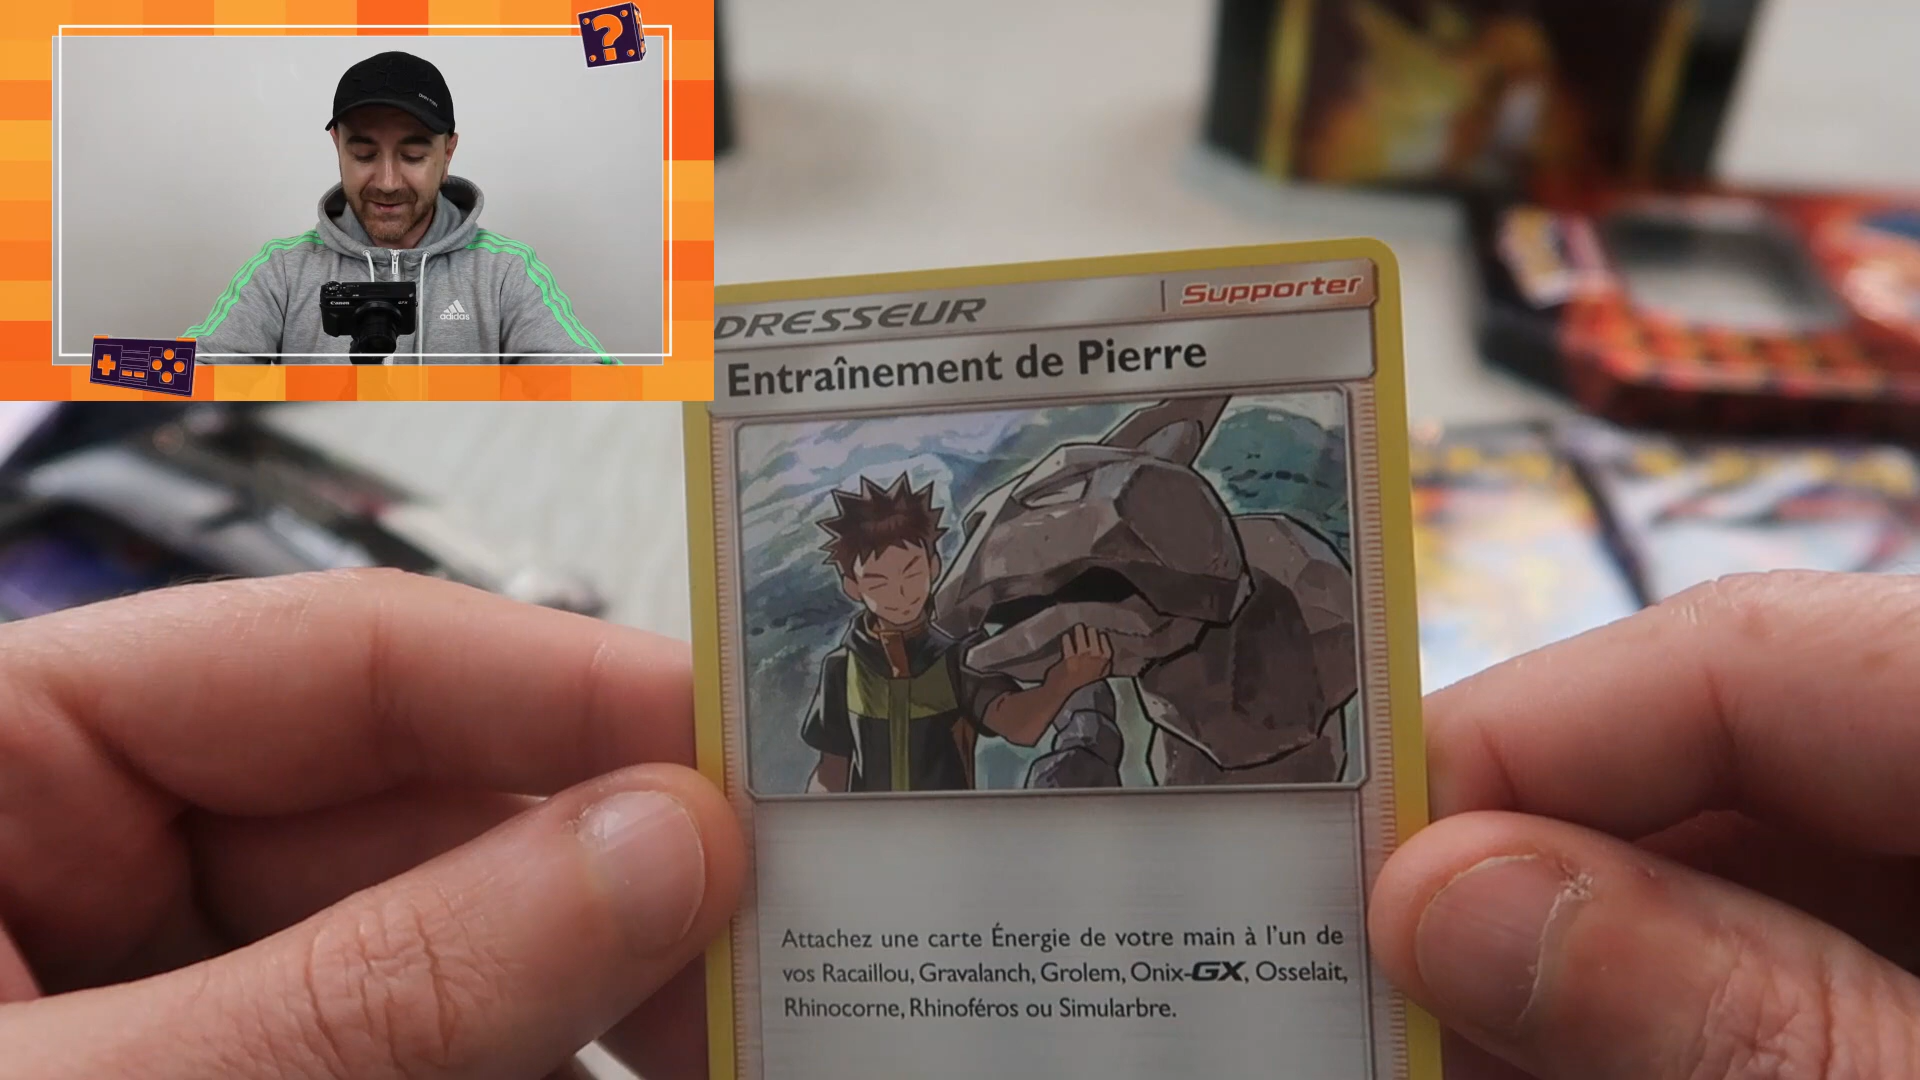 ?
Canon
adidas
DRESSEUR
Supporter
Entraînement de Pierre
Attachez une carte Énergie de votre main à l'un de
vos Racaillou, Gravalanch, Grolem, Onix-GX, Osselait,
Rhinocorne, Rhinoféros ou Simularbre.